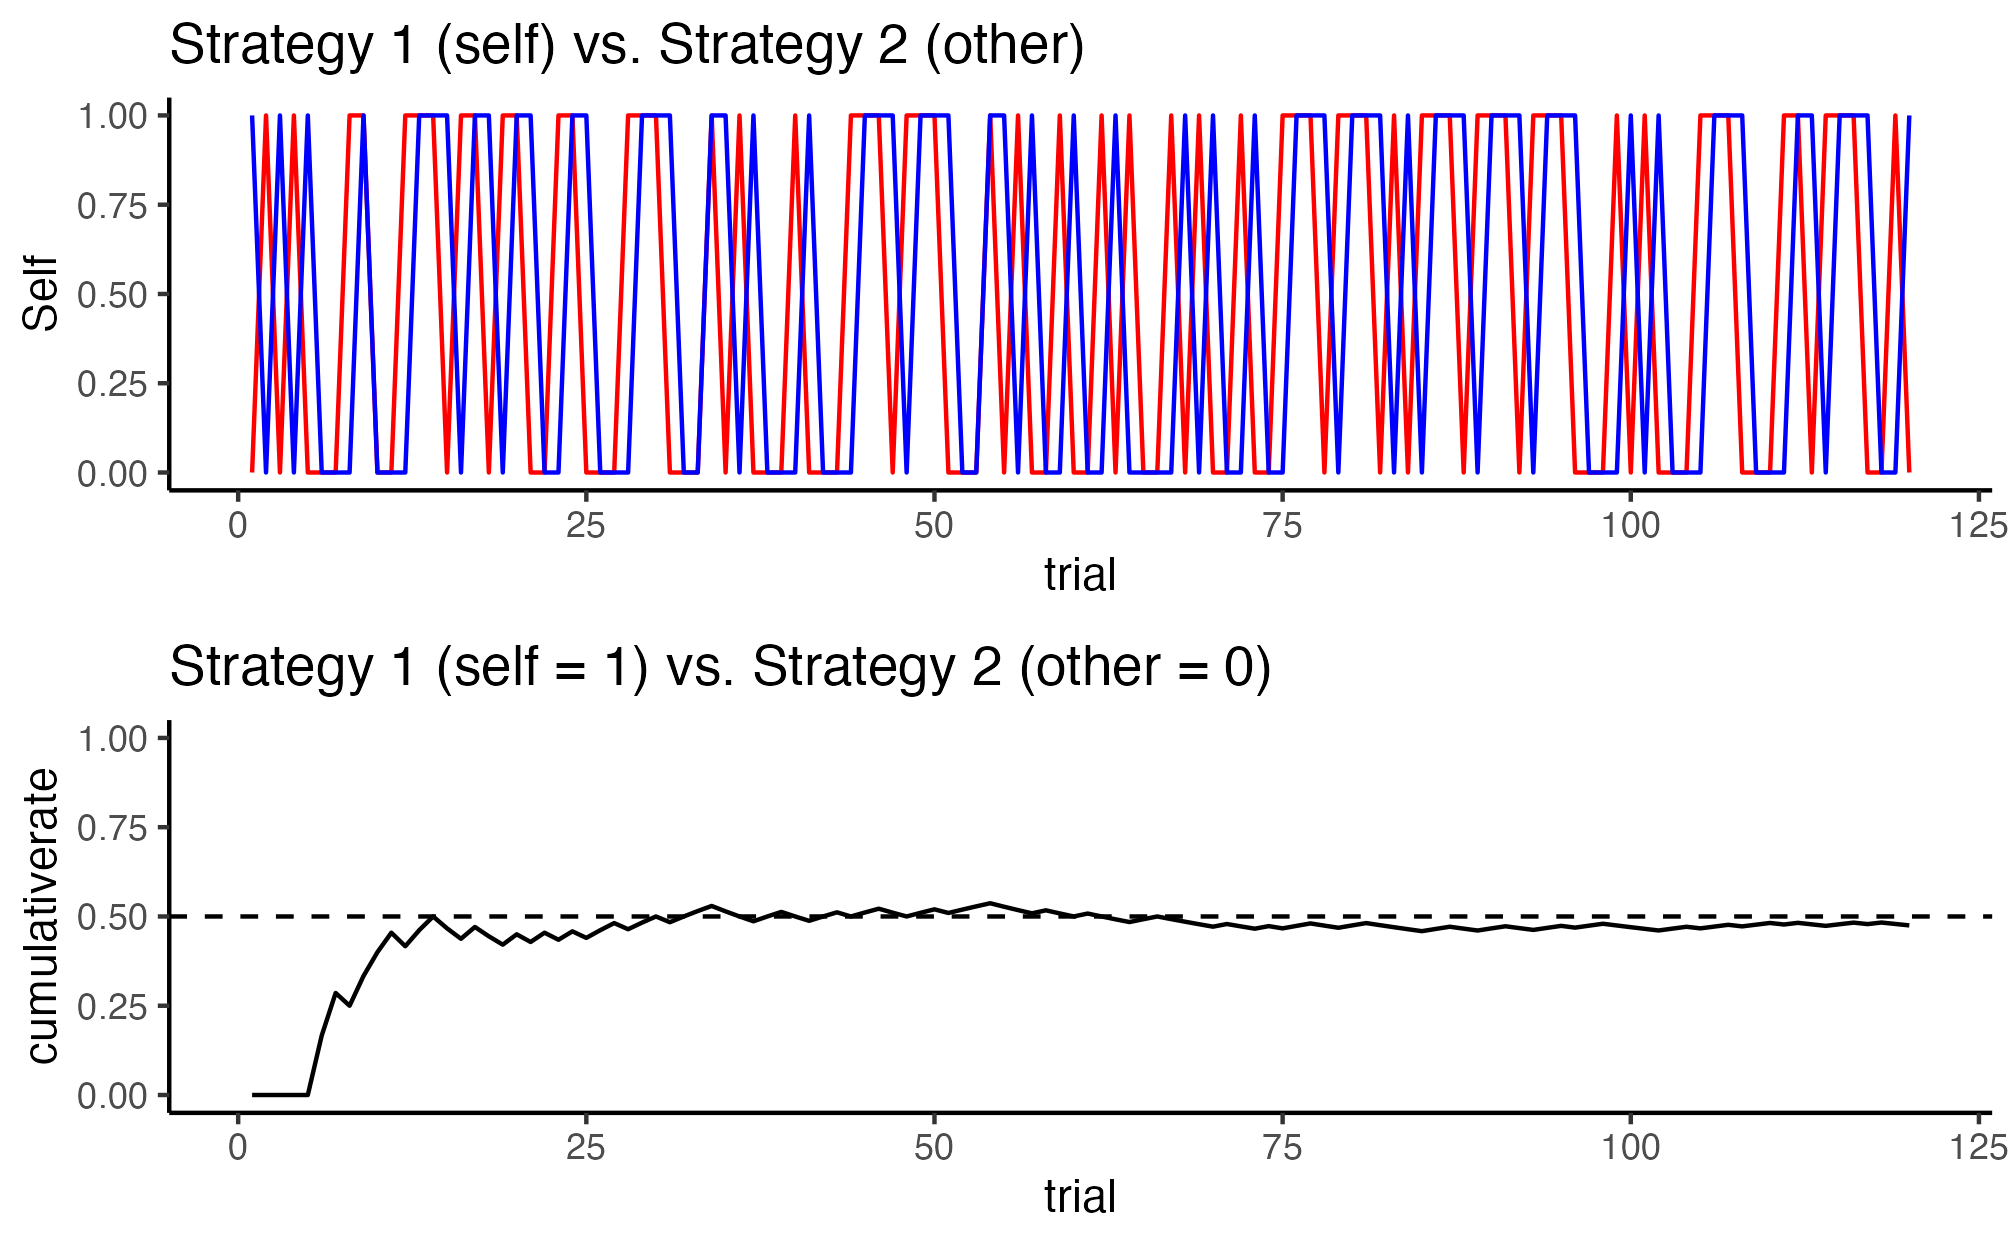 Strategy 1 (self) vs. Strategy 2 (other)
1.00
0.75
0.50
0.25
0.00
Self
0 25 50 75 100 125
trial
Strategy 1 (self = 1) vs. Strategy 2 (other = 0)
1.00
0.75
0.50
0.25
0.00
cumulativerate
0 25 50 75 100 125
trial